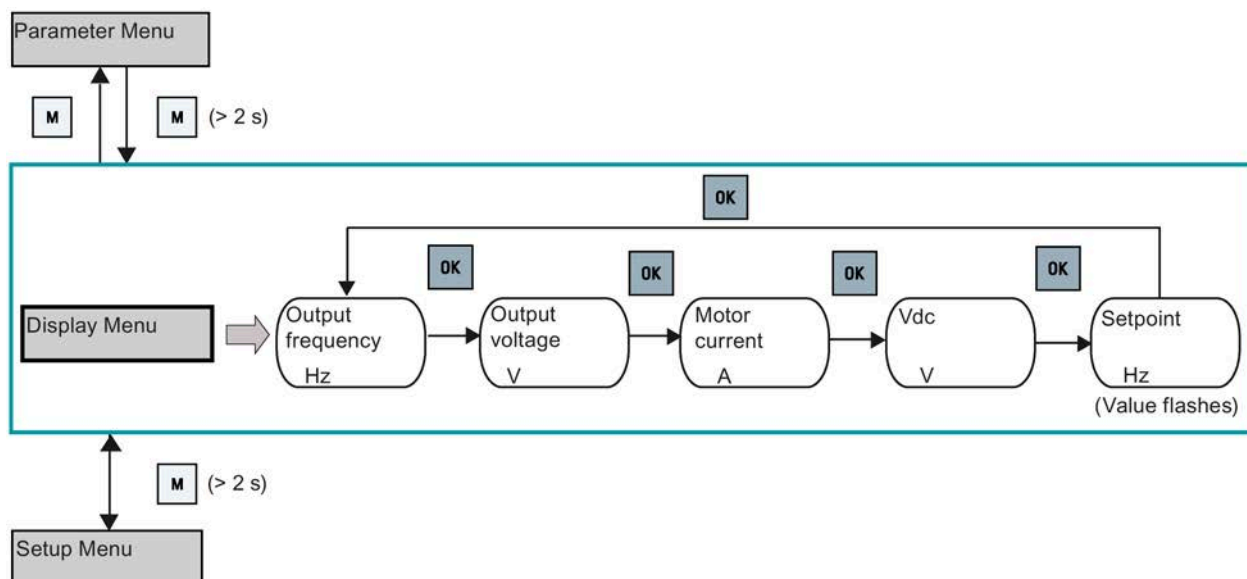 Parameter Menu
M
M (> 2 s)
OK
OK
OK
OK
OK
Display Menu
Output
frequency
Hz
Output
voltage
V
Motor
current
A
Vdc
V
Setpoint
Hz
(Value flashes)
M (> 2 s)
Setup Menu